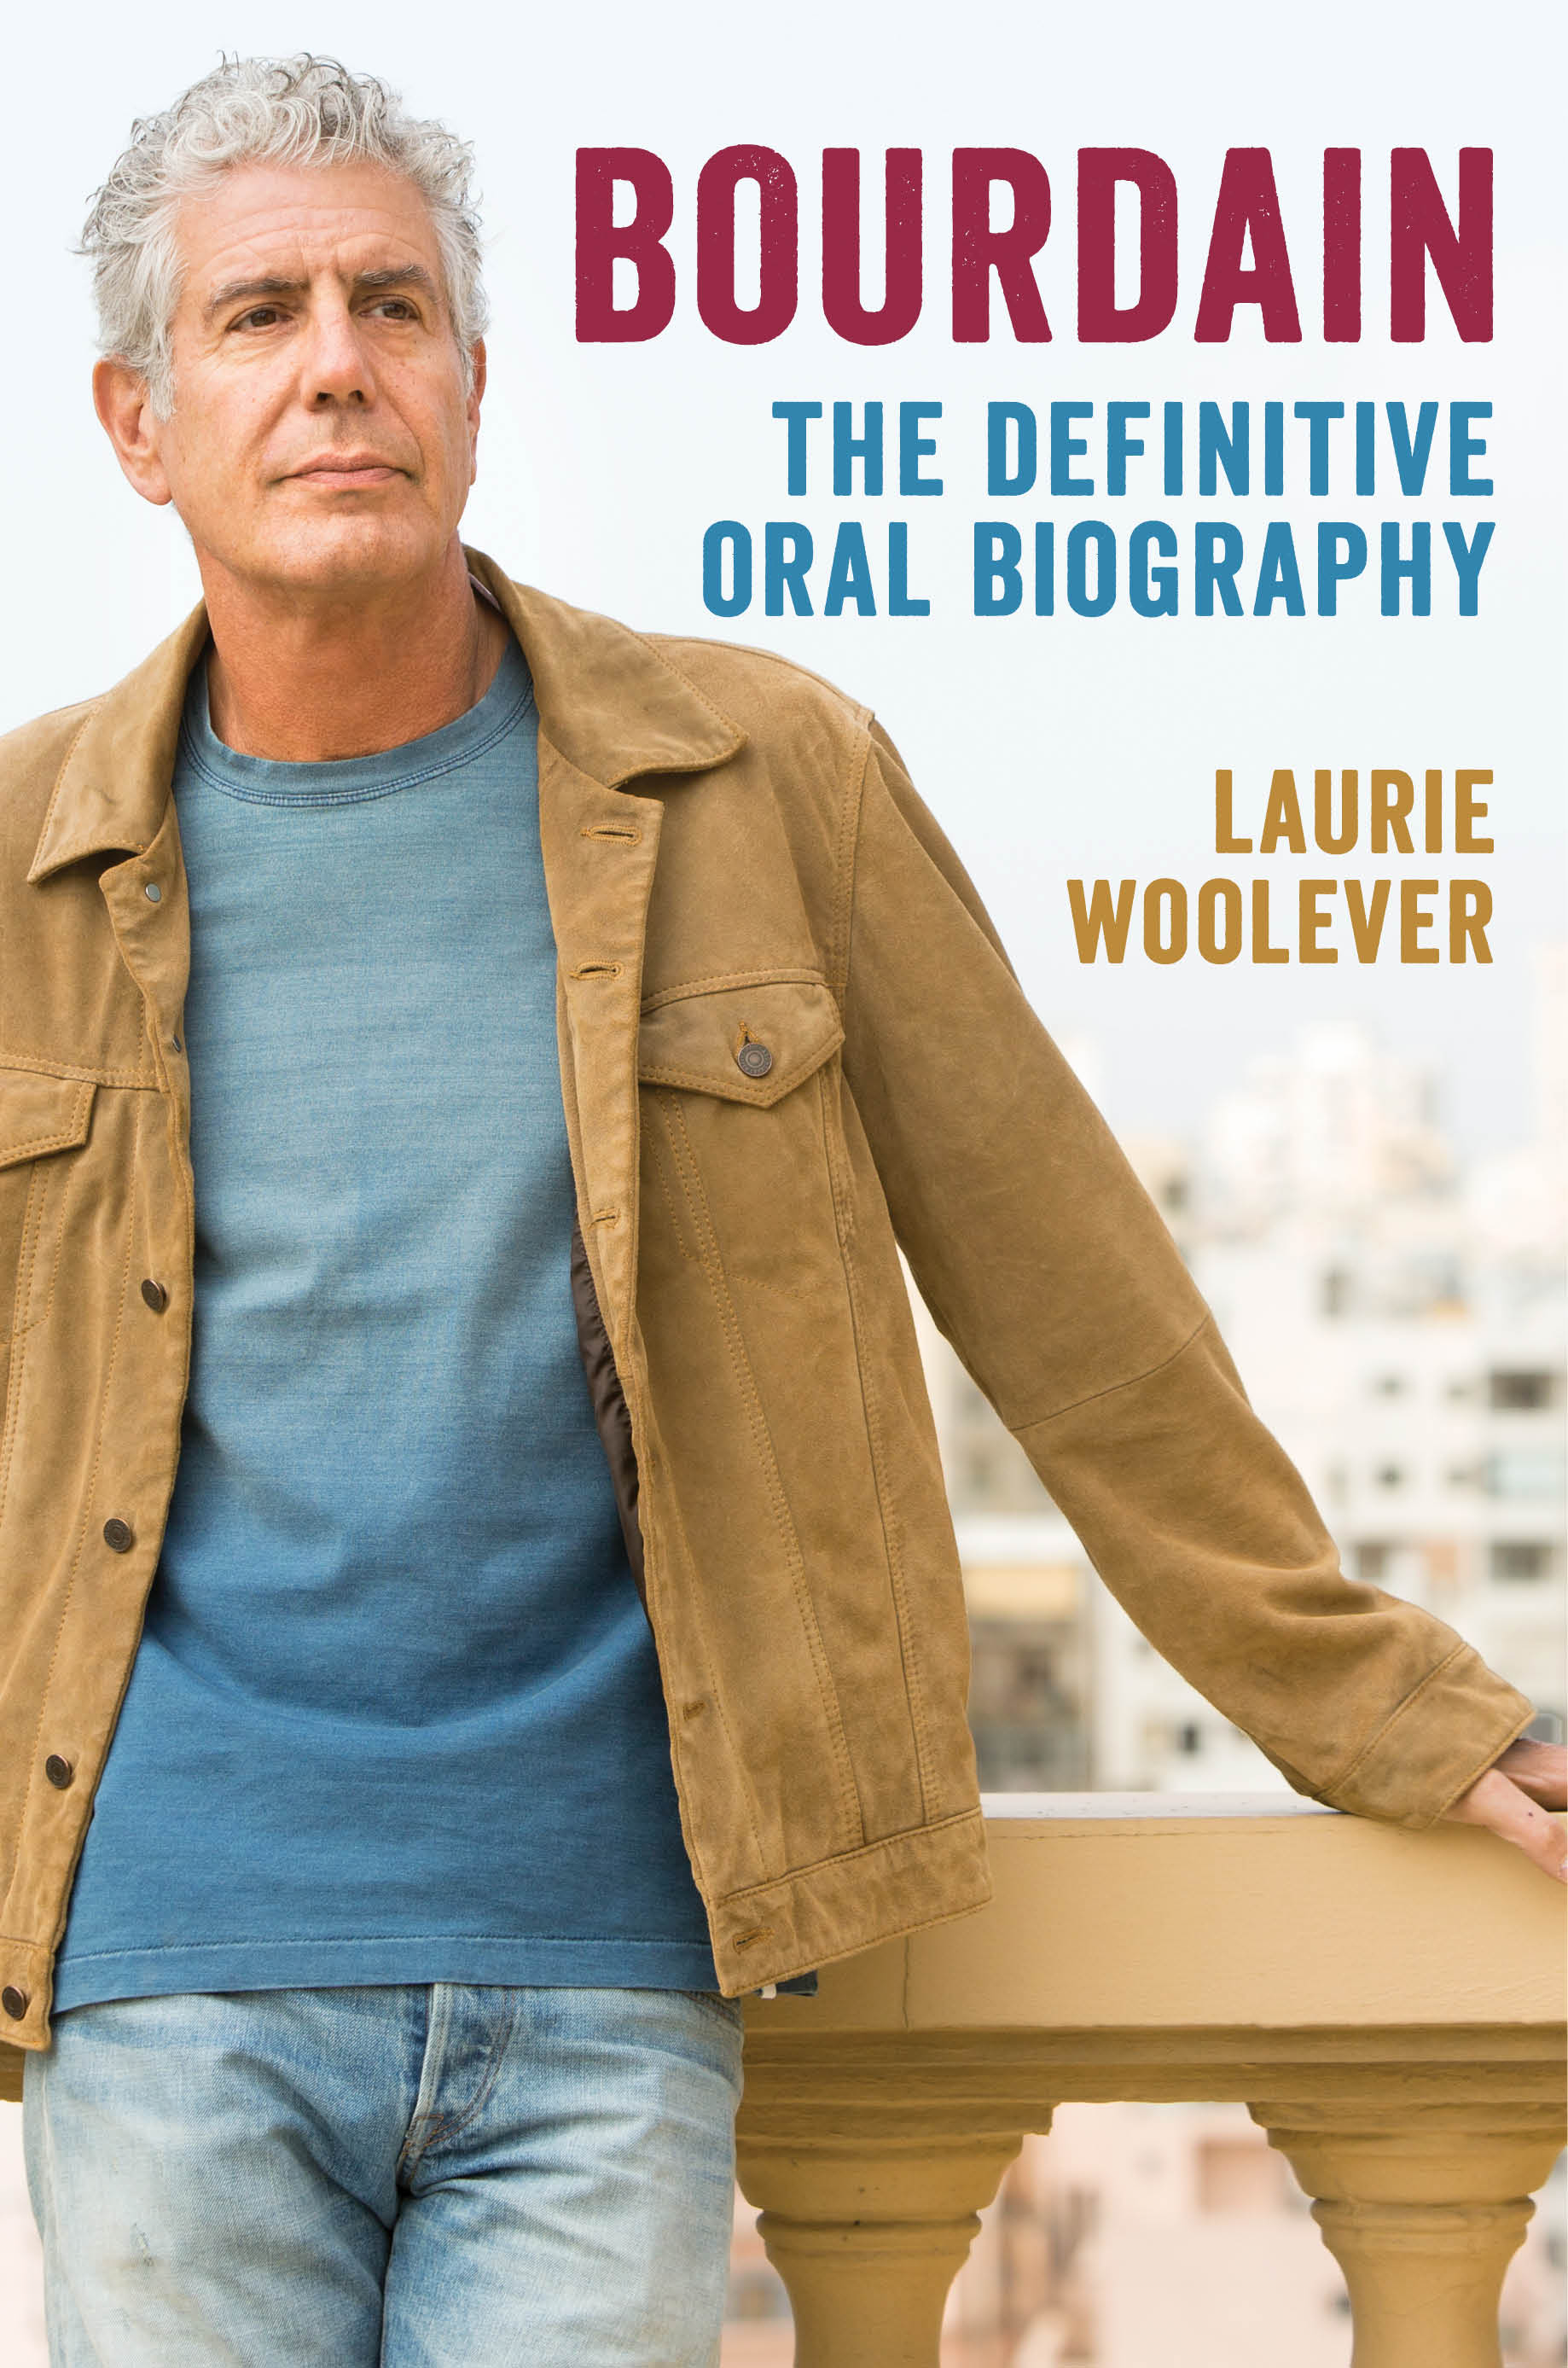 BOURDAIN
THE DEFINITIVE
ORAL BIOGRAPHY
LAURIE
WOOLEVER